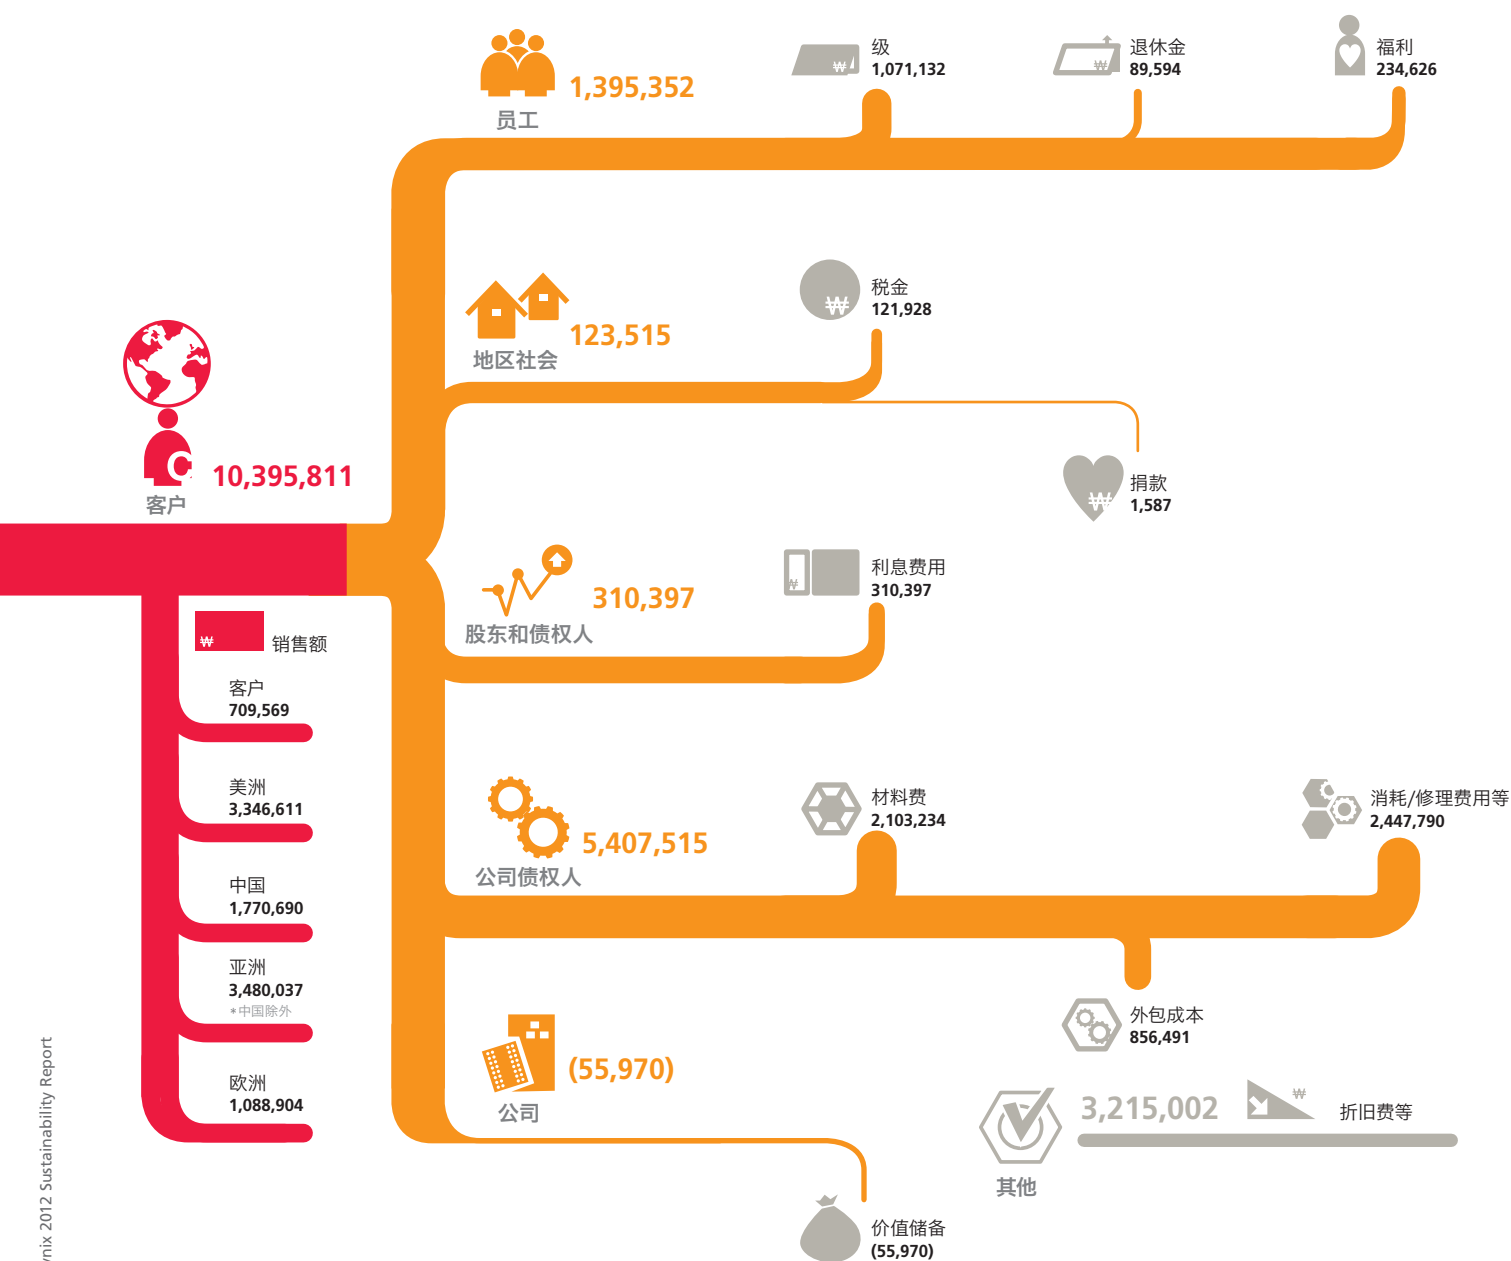 1,395,352
员工
级
1,071,132
退休金
89,594
福利
234,626
123,515
地区社会
税金
121,928
捐款
1,587
10,395,811
客户
310,397
股东和债权人
利息费用
310,397
₩ 销售额
客户
709,569
美洲
3,346,611
中国
1,770,690
亚洲
3,480,037
*中国除外
欧洲
1,088,904
5,407,515
公司债权人
材料费
2,103,234
消耗/修理费用等
2,447,790
外包成本
856,491
(55,970)
公司
3,215,002
其他
₩
折旧费等
价值储备
(55,970)
2012 Sustainability Report